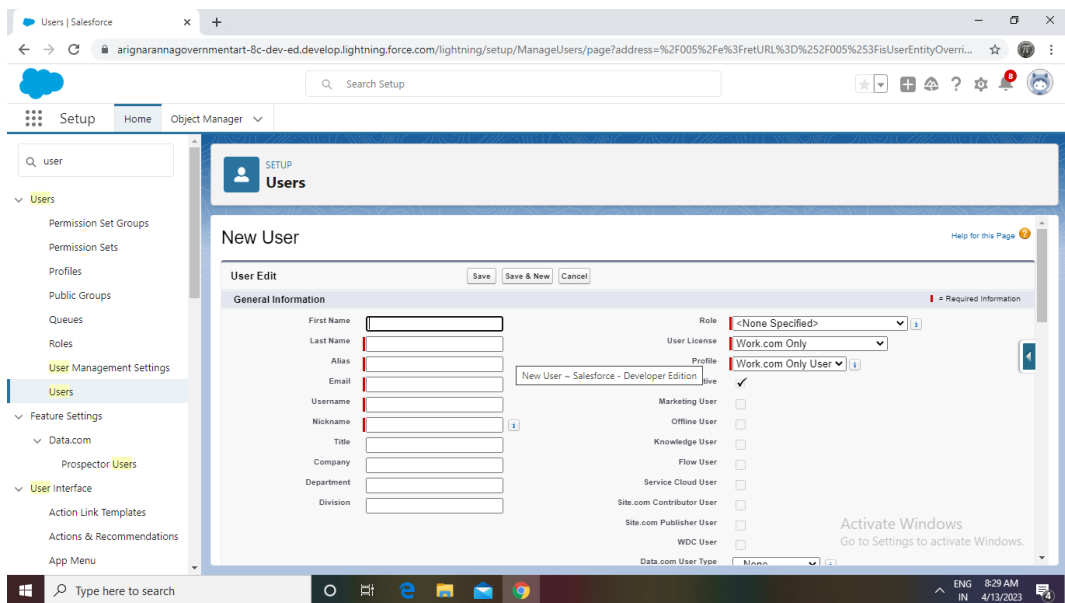 Users | Salesforce
arignarannagovernmentart-8c-dev-ed.develop.lightning.force.com/lightning/setup/ManageUsers/page?address=%2F005%2Fe%3FretURL%3D%252F005%253FisUserEntityOverri...
Search Setup
8
Setup Home Object Manager
user
SETUP
Users
Users
Permission Set Groups
Permission Sets
Profiles
Public Groups
Queues
Roles
User Management Settings
Users
Feature Settings
Data.com
Prospector Users
User Interface
Action Link Templates
Actions & Recommendations
App Menu
New User
Help for this Page ?
User Edit Save Save & New Cancel
General Information = Required Information
First Name Role <None Specified> i
Last Name User License Work.com Only
Alias Profile Work.com Only User i
New User ~ Salesforce - Developer Edition
Email tive
Username Marketing User
Nickname i Offline User
Title Knowledge User
Company Flow User
Department Service Cloud User
Division Site.com Contributor User
Site.com Publisher User
WDC User
Data.com User Type None i
Activate Windows
Go to Settings to activate Windows.
Type here to search
ENG 8:29 AM
IN 4/13/2023
4